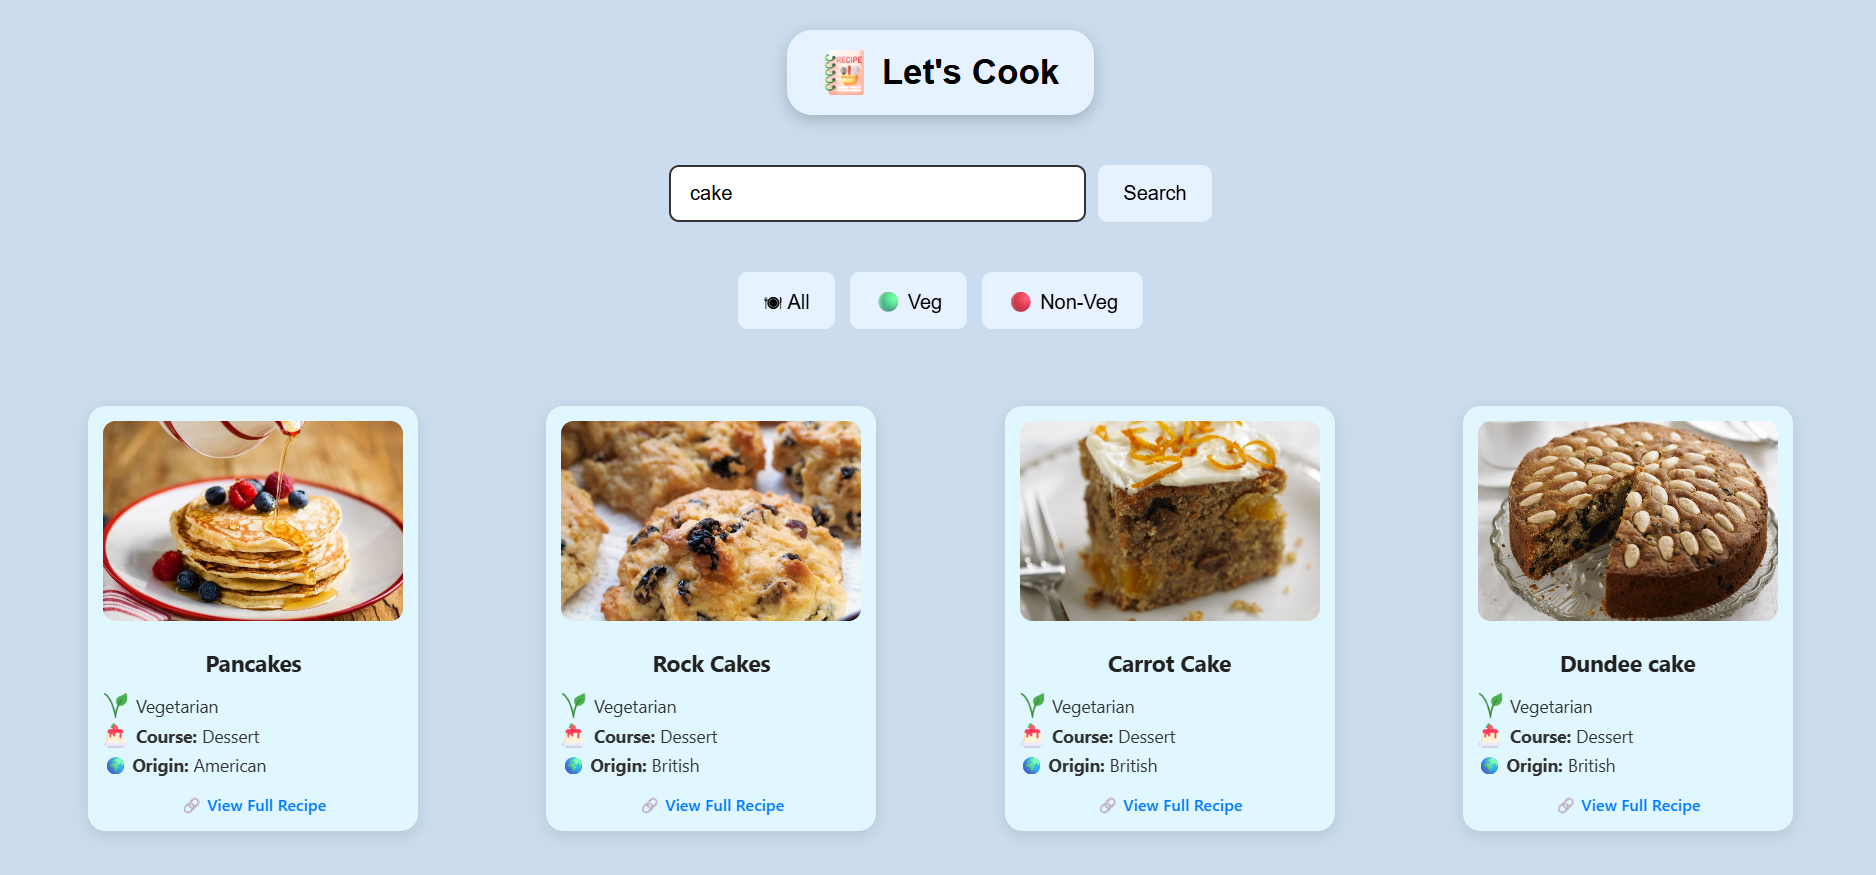 RECIPE
Let's Cook
cake
Search
All
Veg
Non-Veg
Pancakes
Vegetarian
Course: Dessert
Origin: American
View Full Recipe
Rock Cakes
Vegetarian
Course: Dessert
Origin: British
View Full Recipe
Carrot Cake
Vegetarian
Course: Dessert
Origin: British
View Full Recipe
Dundee cake
Vegetarian
Course: Dessert
Origin: British
View Full Recipe